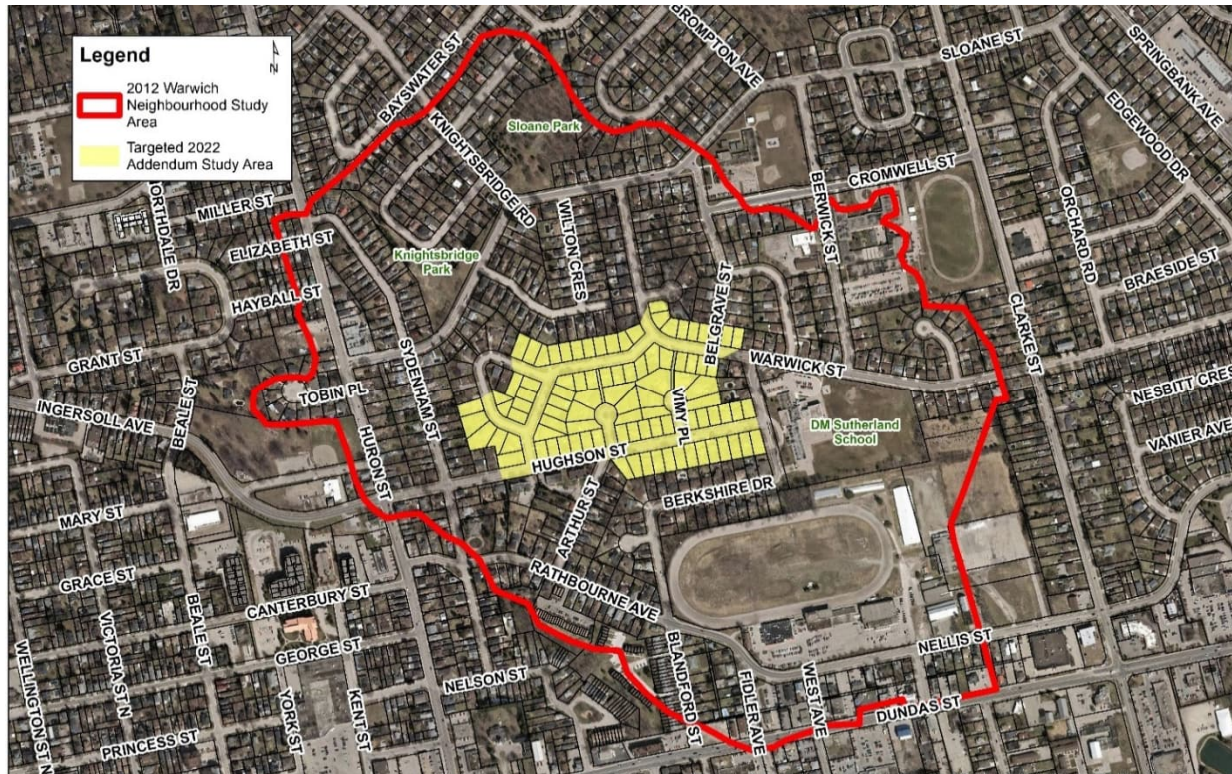 Legend
2012 Warwich
Neighbourhood Study
Area
Targeted 2022
Addendum Study Area
N
BAYSWATER ST
BROMPTON AVE
SLOANE ST
SPRINGBANK AVE
EDGEWOOD DR
Sloane Park
KNIGHTSBRIDGE RD
CROMWELL ST
BERWICK ST
MILLER ST
ELIZABETH ST
WILTON CRES
ORCHARD RD
Knightsbridge
Park
BRAESIDE ST
HAYBALL ST
BELGRAVE ST
CLARKE ST
GRANT ST
SYDENHAM ST
WARWICK ST
NESBITT CRES
TOBIN PL
BEALE ST
INGERSOLL AVE
VIMY PL
DM Sutherland
School
VANIER AVE
HURON ST
HUGHSON ST
BERKSHIRE DR
MARY ST
ARTHUR ST
GRACE ST
RATHBOURNE AVE
CANTERBURY ST
VICTORIA ST N
BEALE ST
GEORGE ST
NELLIS ST
WELLINGTON ST N
NELSON ST
BLANDFORD ST
FIDLER AVE
WEST AVE
DUNDAS ST
YORK ST
KENT ST
PRINCESS ST